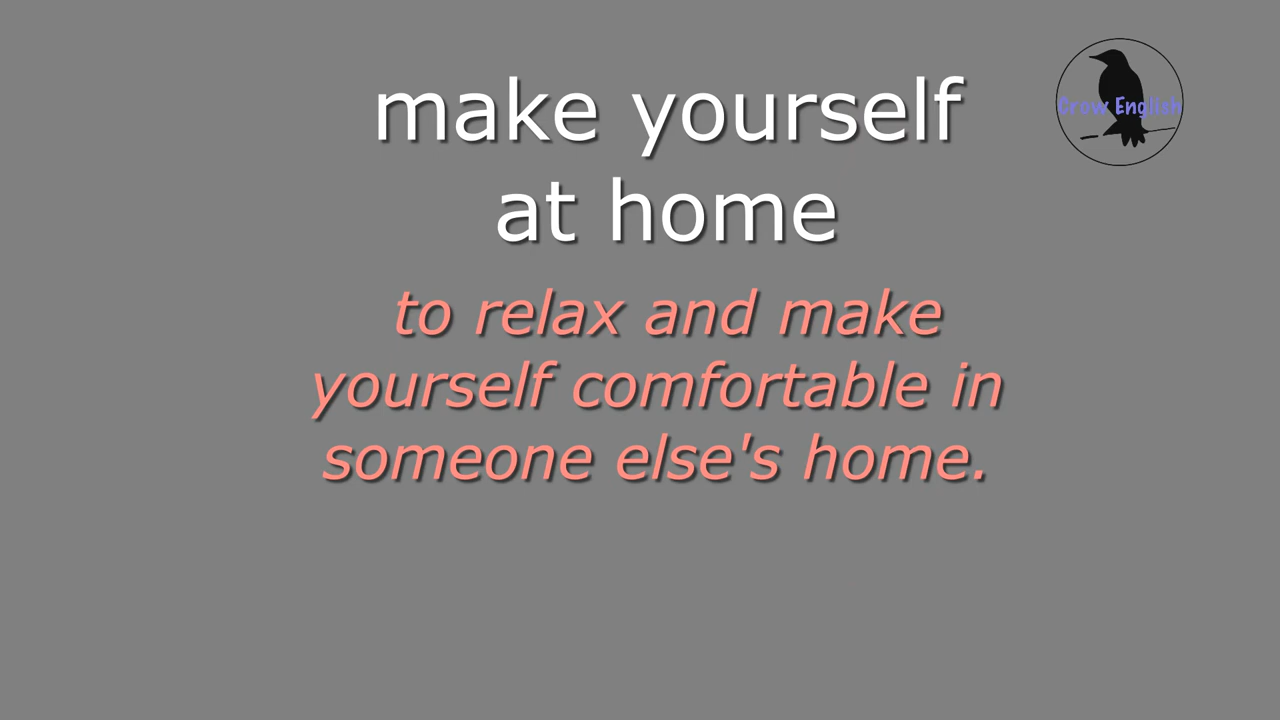 make yourself
at home
Crow English
to relax and make
yourself comfortable in
someone else's home.